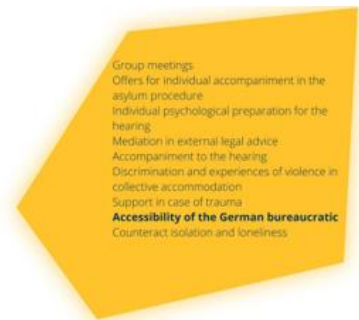 Group meetings
Offers for individual accompaniment in the
asylum procedure
Individual psychological preparation for the
hearing
Mediation in external legal advice
Accompaniment to the hearing
Discrimination and experiences of violence in
collective accommodation
Support in case of trauma
Accessibility of the German bureaucratic
Counteract isolation and loneliness